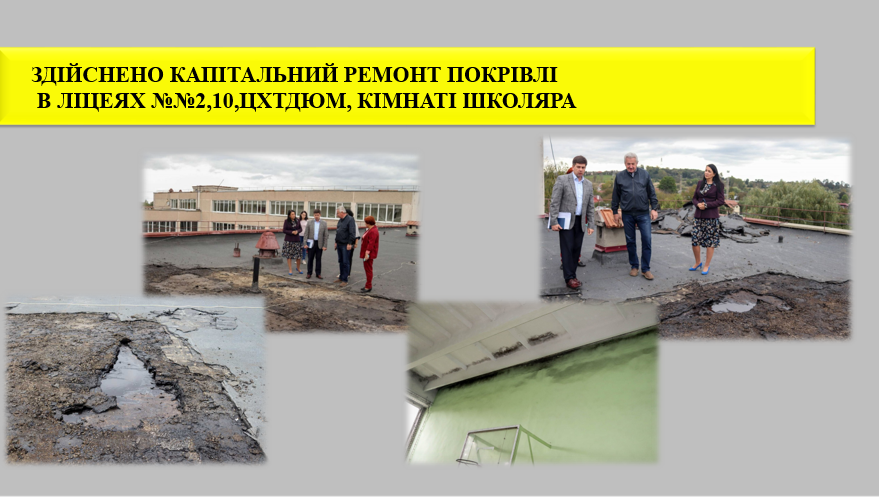 ЗДІЙСНЕНО КАПІТАЛЬНИЙ РЕМОНТ ПОКРІВЛІ
В ЛІЦЕЯХ №№2,10,ЦХТДЮМ, КІМНАТІ ШКОЛЯРА